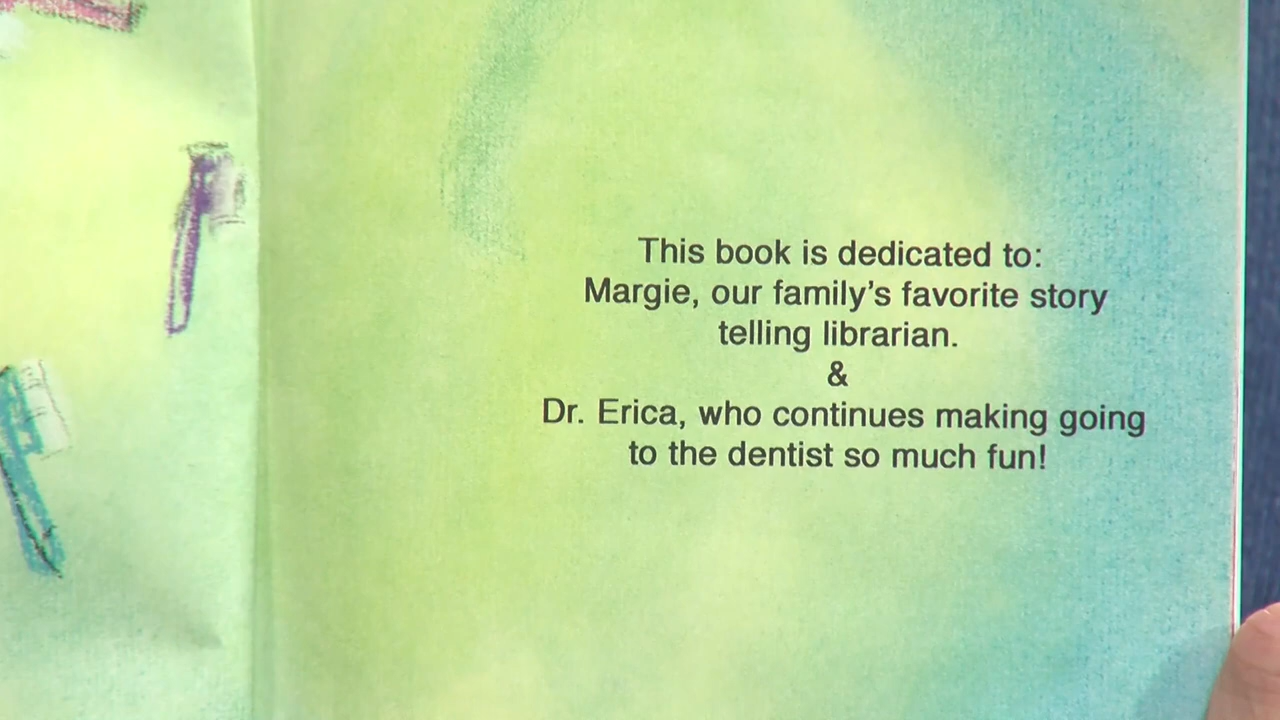 This book is dedicated to:
Margie, our family's favorite story
telling librarian.
&
Dr. Erica, who continues making going
to the dentist so much fun!